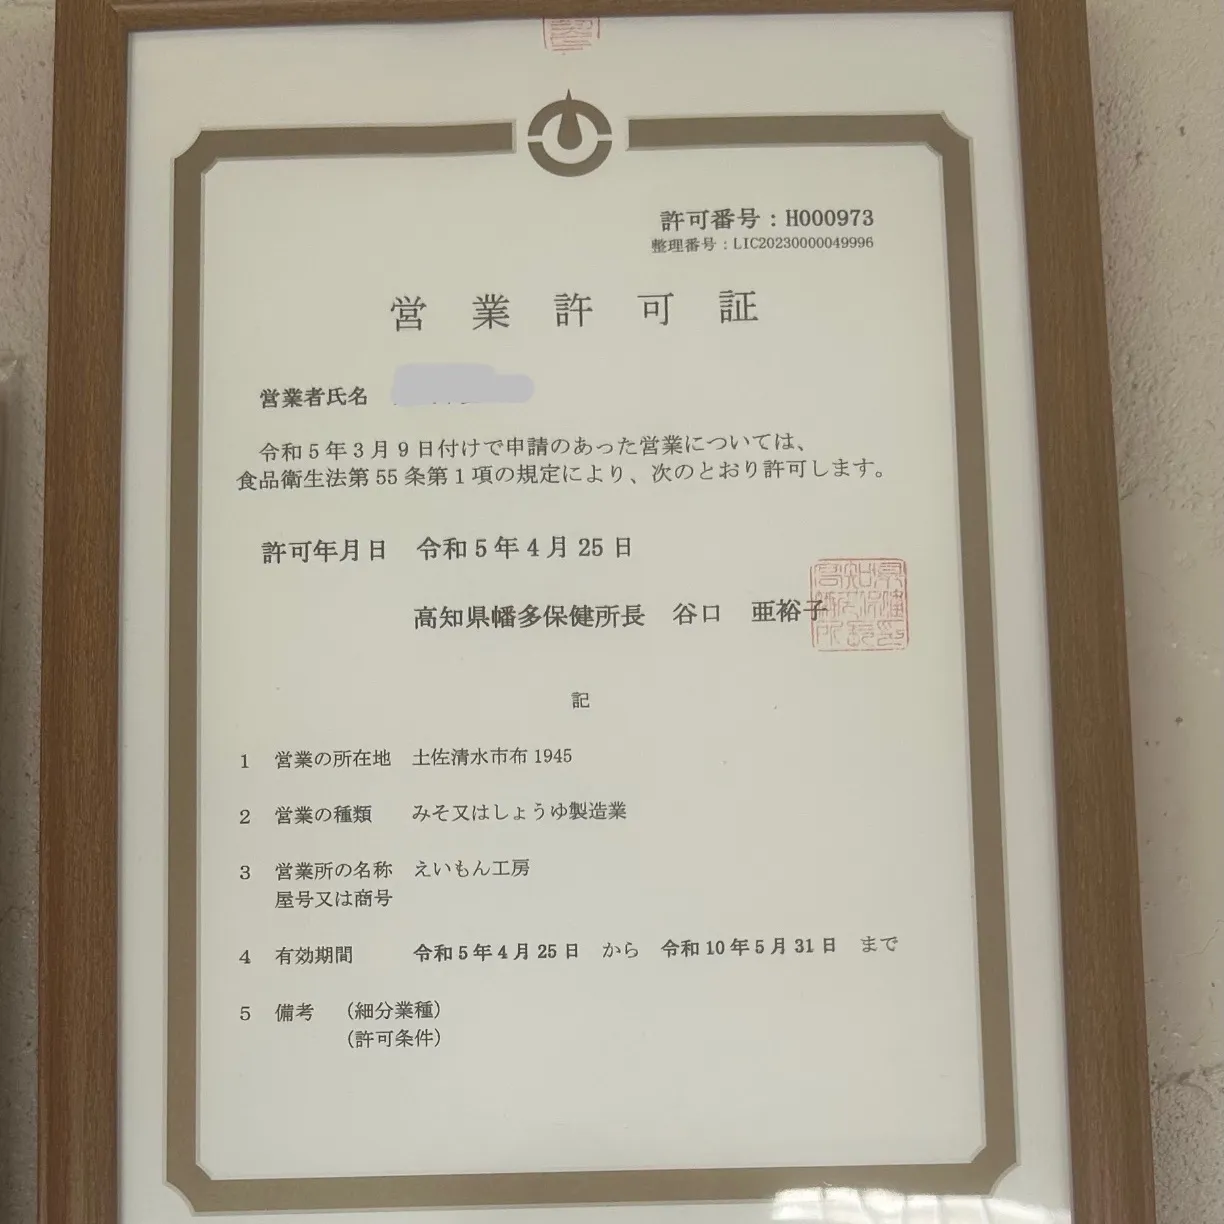 許可番号：H000973
整理番号：LIC20230000049996
営業許可証
営業者氏名
令和5年3月9日付けで申請のあった営業については、
食品衛生法第55条第1項の規定により、次のとおり許可します。
許可年月日　令和5年4月25日
高知県幡多保健所長　谷口　亜裕子
記
1　営業の所在地　土佐清水市布1945
2　営業の種類　みそ又はしょうゆ製造業
3　営業所の名称　えいもん工房
屋号又は商号
4　有効期間　令和5年4月25日　から　令和10年5月31日　まで
5　備考　（細分業種）
（許可条件）